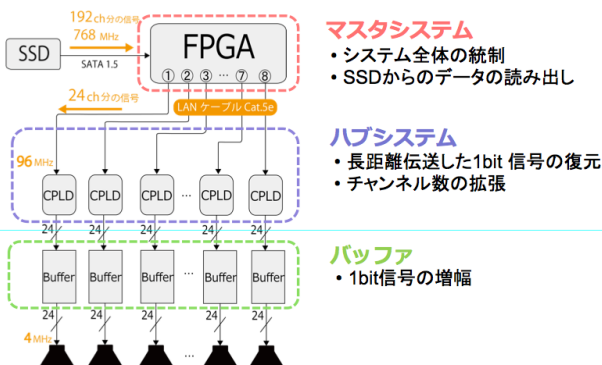 192ch分の信号
768 MHz
SSD
SATA 1.5
FPGA
① ② ③ … ⑦ ⑧
24ch分の信号
LAN ケーブル Cat.5e
マスタシステム
・システム全体の統制
・SSDからのデータの読み出し
96 MHz
CPLD CPLD CPLD … CPLD CPLD
24 24 24 24 24
ハブシステム
・長距離伝送した1bit 信号の復元
・チャンネル数の拡張
Buffer Buffer Buffer … Buffer Buffer
24 24 24 24 24
4 MHz
…
バッファ
・1bit信号の増幅